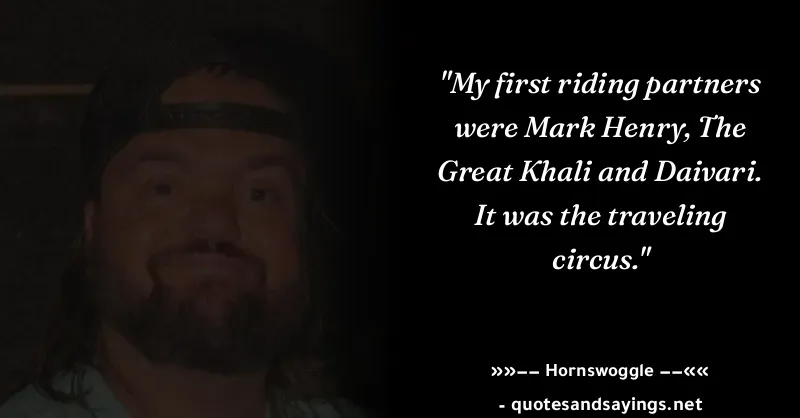 "My first riding partners
were Mark Henry, The
Great Khali and Daivari.
It was the traveling
circus."
»»—— Hornswoggle ——««
- quotesandsayings.net